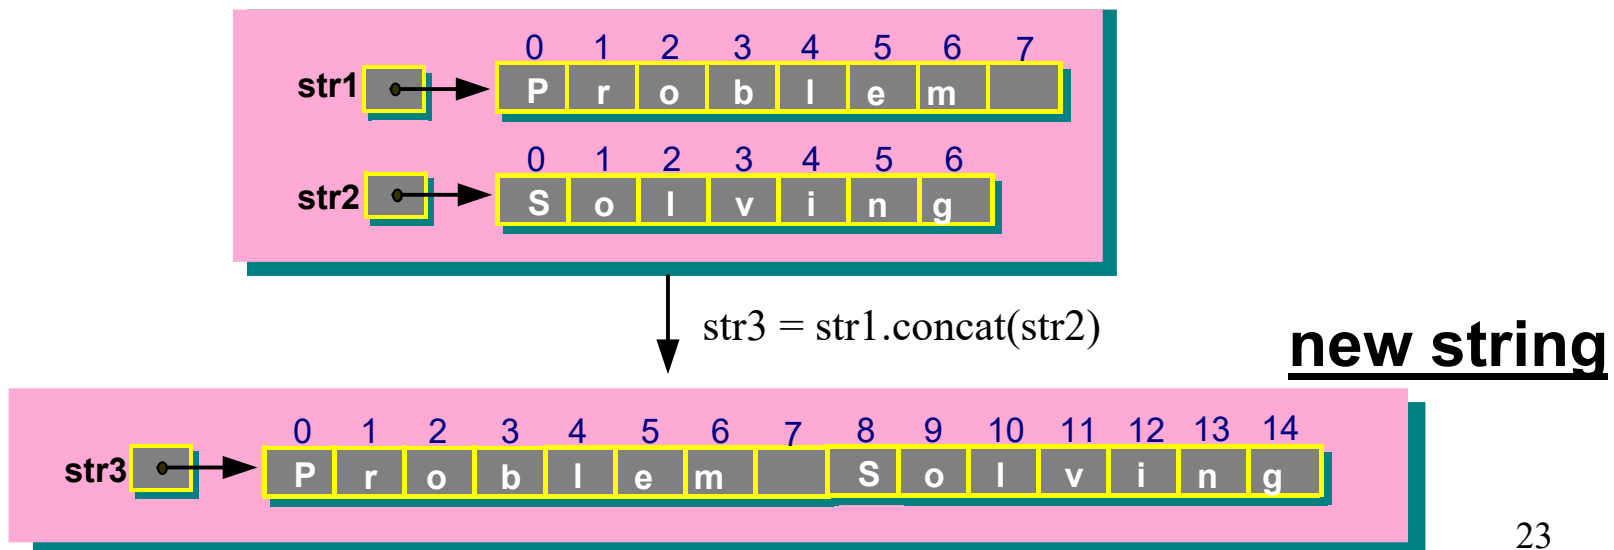 0 1 2 3 4 5 6 7
str1 P r o b l e m
0 1 2 3 4 5 6
str2 S o l v i n g
str3 = str1.concat(str2)
new string
0 1 2 3 4 5 6 7 8 9 10 11 12 13 14
str3 P r o b l e m S o l v i n g
23